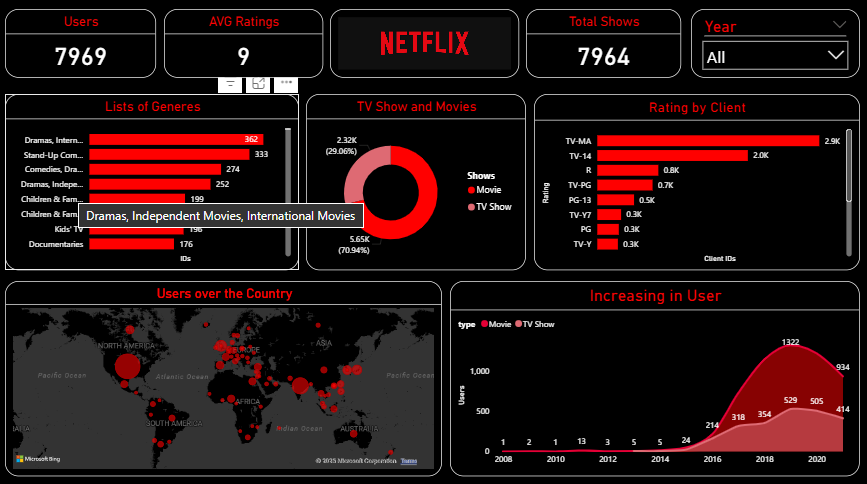 Users
7969
AVG Ratings
9
NETFLIX
Total Shows
7964
Year
All
Lists of Generes
Dramas, Intern... 362
Stand-Up Com... 333
Comedies, Dra... 274
Dramas, Indepe... 252
Children & Fam... 199
Children & Fam...
Dramas, Independent Movies, International Movies
Kids' TV 196
Documentaries 176
IDs
TV Show and Movies
2.32K
(29.06%)
5.65K
(70.94%)
Shows
Movie
TV Show
Rating by Client
Rating
TV-MA 2.9K
TV-14 2.0K
R 0.8K
TV-PG 0.7K
PG-13 0.5K
TV-Y7 0.3K
PG 0.3K
TV-Y 0.3K
Client IDs
Users over the Country
NORTH AMERICA
EUROPE
ASIA
Pacific Ocean
Atlantic Ocean
Pacific Ocean
AFRICA
SOUTH AMERICA
Indian Ocean
AUSTRALIA
ALIA
Microsoft Bing
© 2025 Microsoft Corporation Terms
Increasing in User
type Movie TV Show
Users
1,000
500
0
1 2 1 13 3 5 5 24 214 318 354 529 505 414
1322 934
2008 2010 2012 2014 2016 2018 2020